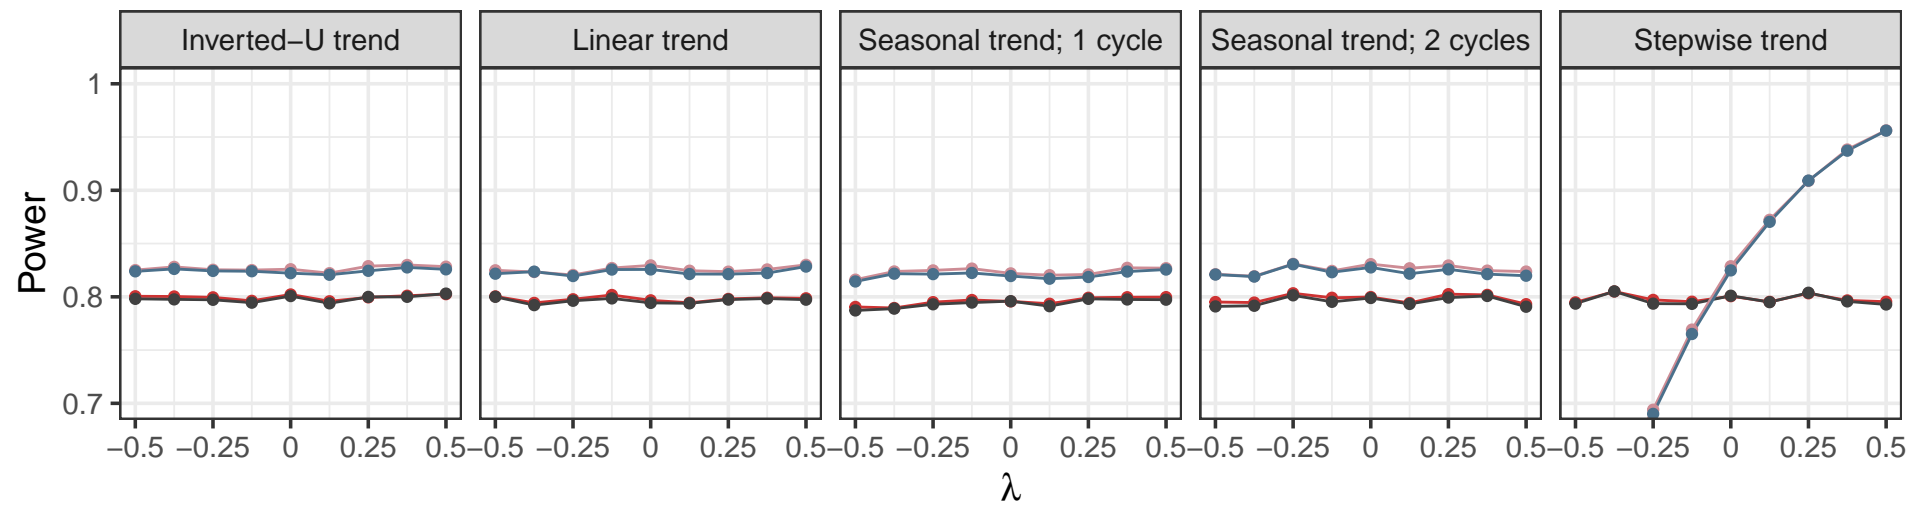 Inverted−U trend
Linear trend
Seasonal trend; 1 cycle
Seasonal trend; 2 cycles
Stepwise trend
Power
1
0.9
0.8
0.7
−0.5 −0.25 0 0.25 0.5
−0.5 −0.25 0 0.25 0.5
−0.5 −0.25 0 0.25 0.5
−0.5 −0.25 0 0.25 0.5
−0.5 −0.25 0 0.25 0.5
λ